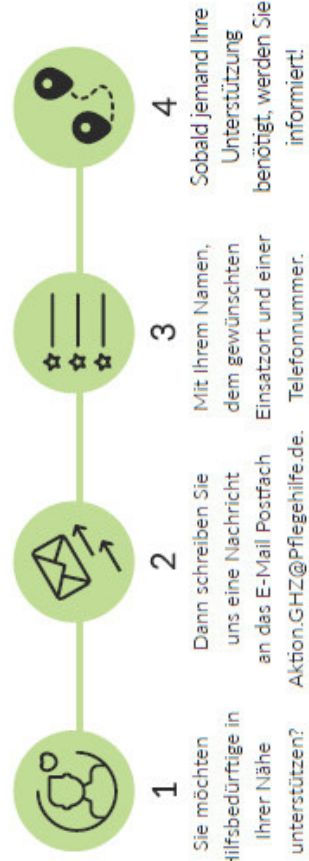 1
Sie möchten
Hilfsbedürftige in
Ihrer Nähe
unterstützen?
2
Dann schreiben Sie
uns eine Nachricht
an das E-Mail Postfach
Aktion.GHZ@Pflegehilfe.de.
3
Mit Ihrem Namen,
dem gewünschten
Einsatzort und einer
Telefonnummer.
4
Sobald jemand Ihre
Unterstützung
benötigt, werden Sie
informiert!